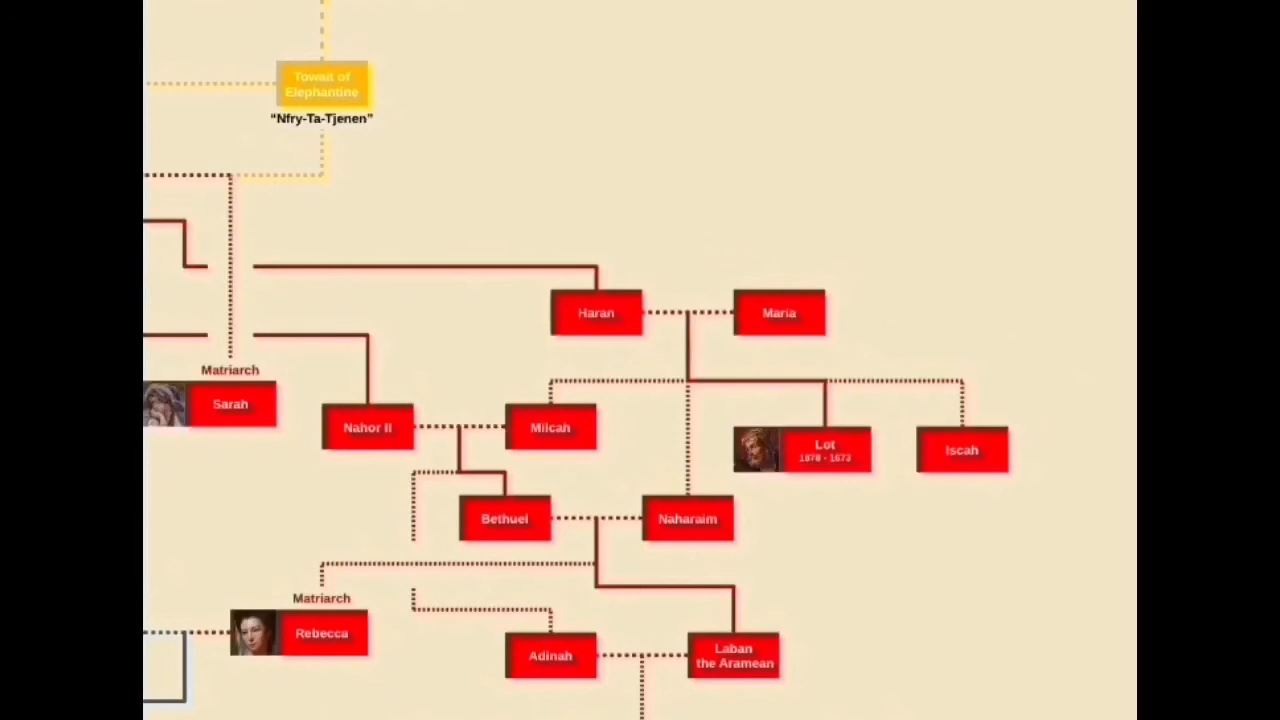 Towait of
Elephantine
“Nfry-Ta-Tjenen”
Haran
Maria
Matriarch
Sarah
Nahor II
Milcah
Lot
1878 - 1673
Iscah
Bethuel
Naharaim
Matriarch
Rebecca
Adinah
Laban
the Aramean